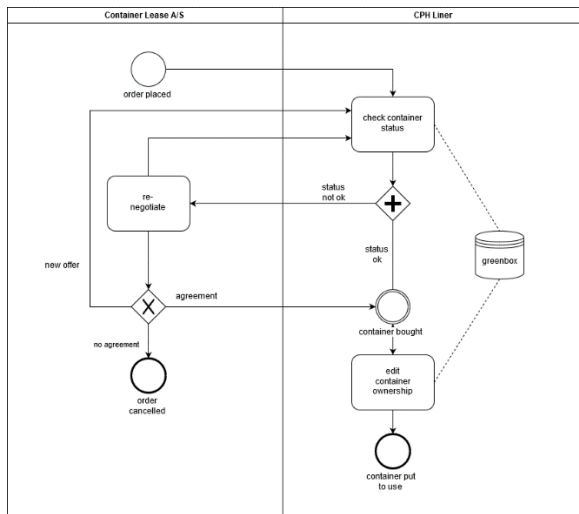 Container Lease A/S
CPH Liner
order placed
check container
status
re-
negotiate
status
not ok
status
ok
greenbox
new offer
agreement
container bought
no agreement
edit
container
ownership
order
cancelled
container put
to use